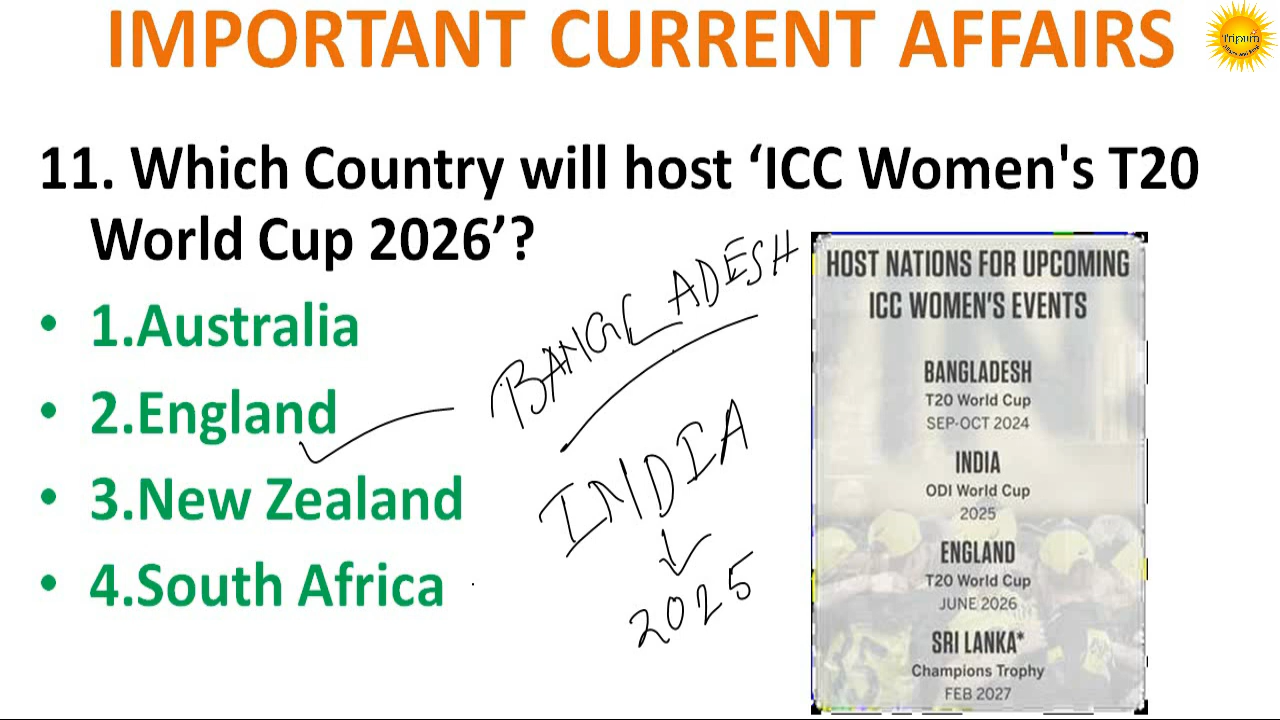 IMPORTANT CURRENT AFFAIRS
Tripura
11. Which Country will host ‘ICC Women's T20
World Cup 2026’?
• 1.Australia
• 2.England
• 3.New Zealand
• 4.South Africa
BANGLADESH
INDIA
2025
HOST NATIONS FOR UPCOMING
ICC WOMEN'S EVENTS
BANGLADESH
T20 World Cup
SEP-OCT 2024
INDIA
ODI World Cup
2025
ENGLAND
T20 World Cup
JUNE 2026
SRI LANKA*
Champions Trophy
FEB 2027